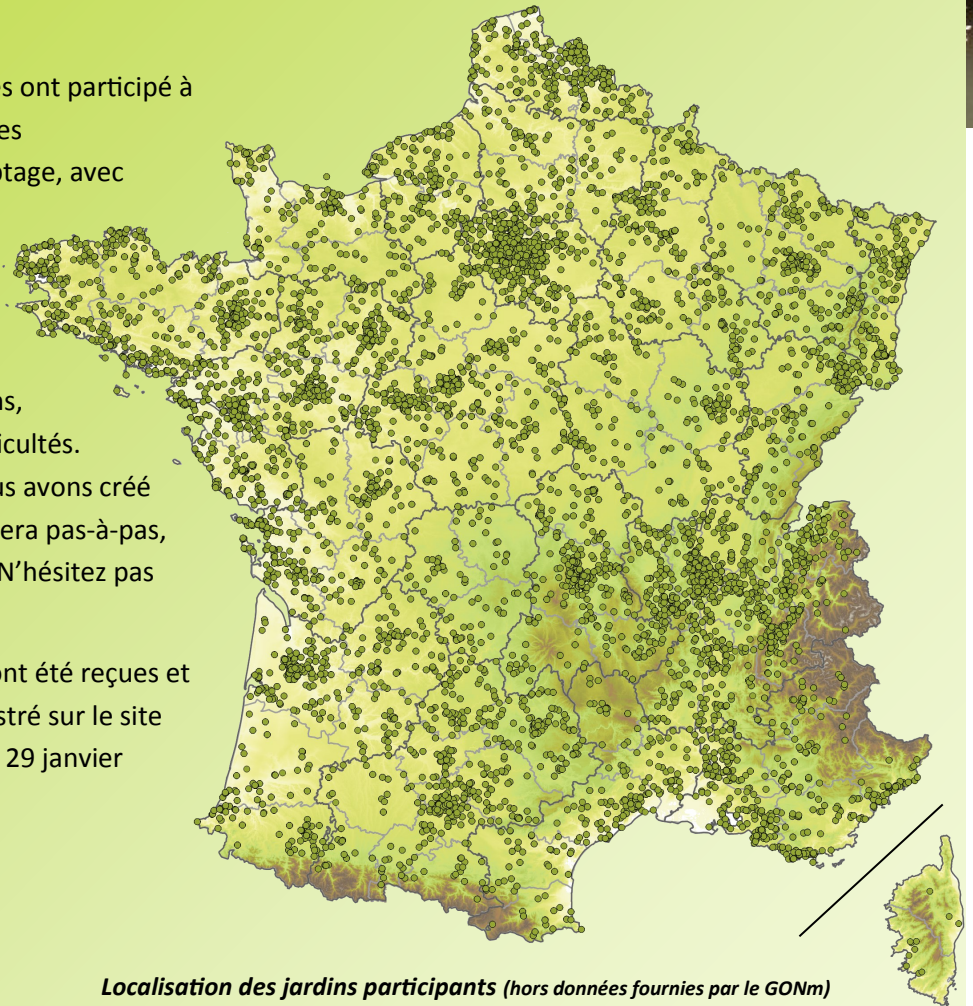 s ont participé à
es
ptage, avec
ns,
icultés.
us avons créé
era pas-à-pas,
N’hésitez pas
ont été reçues et
stré sur le site
29 janvier
Localisation des jardins participants (hors données fournies par le GONm)